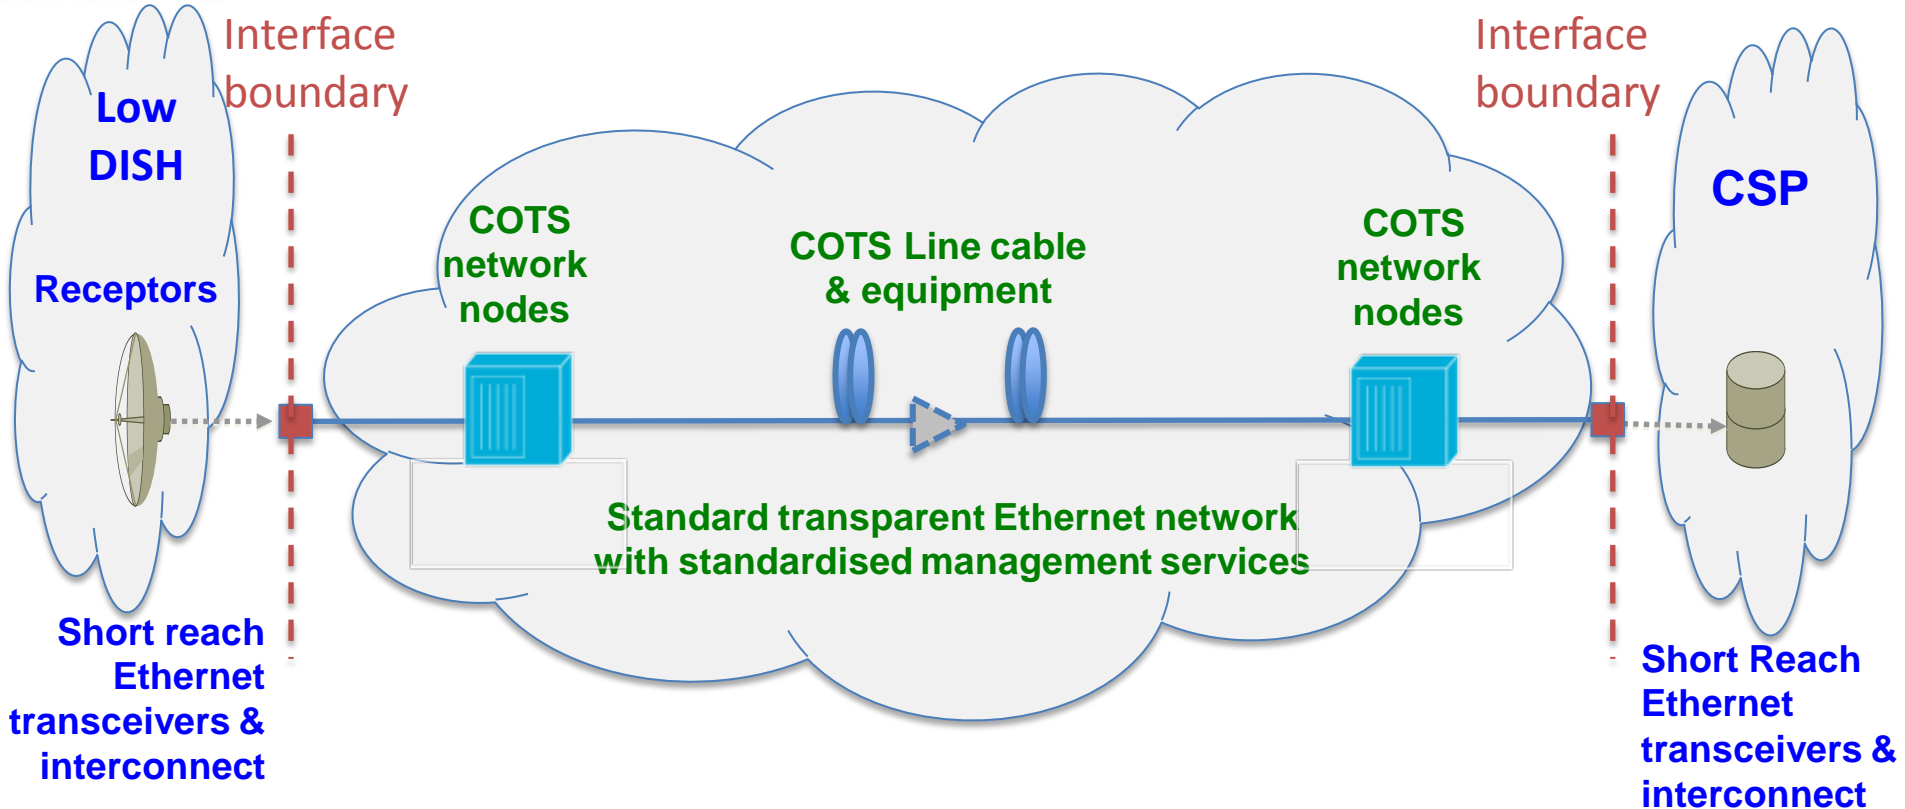 Interface
boundary
Interface
boundary
Low
DISH
CSP
COTS
network
nodes
COTS Line cable
& equipment
COTS
network
nodes
Receptors
Standard transparent Ethernet network
with standardised management services
Short reach
Ethernet
transceivers &
interconnect
Short Reach
Ethernet
transceivers &
interconnect